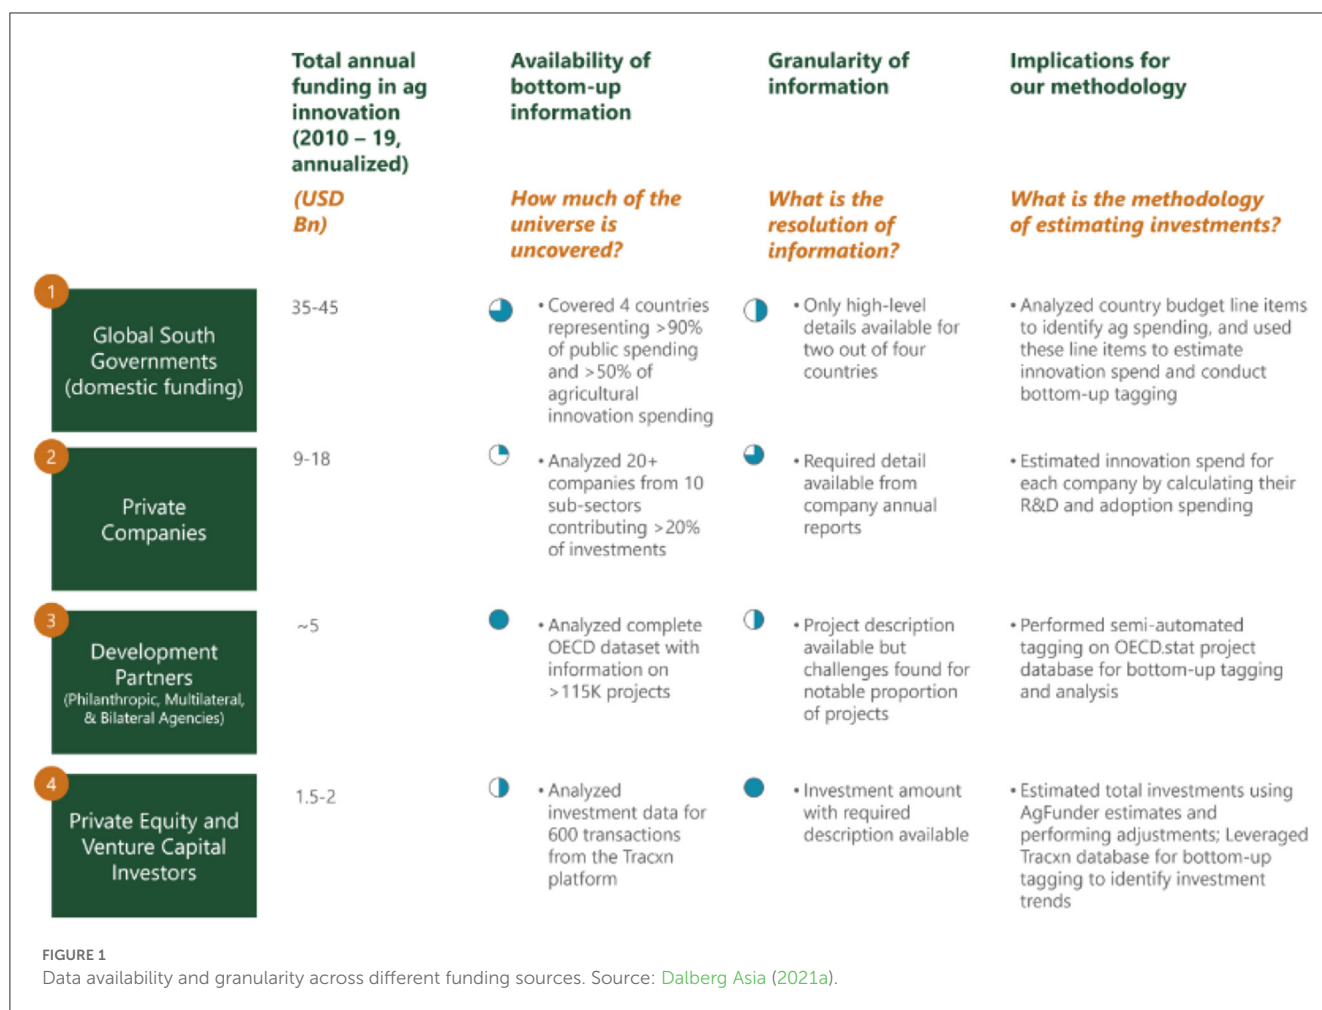 Total annual
funding in ag
innovation
(2010 – 19,
annualized)
(USD
Bn)
Availability of
bottom-up
information
How much of the
universe is
uncovered?
Granularity of
information
What is the
resolution of
information?
Implications for
our methodology
What is the methodology
of estimating investments?
1
Global South
Governments
(domestic funding)
35-45
• Covered 4 countries
representing >90%
of public spending
and >50% of
agricultural
innovation spending
• Only high-level
details available for
two out of four
countries
• Analyzed country budget line items
to identify ag spending, and used
these line items to estimate
innovation spend and conduct
bottom-up tagging
2
Private
Companies
9-18
• Analyzed 20+
companies from 10
sub-sectors
contributing >20%
of investments
• Required detail
available from
company annual
reports
• Estimated innovation spend for
each company by calculating their
R&D and adoption spending
3
Development
Partners
(Philanthropic, Multilateral,
& Bilateral Agencies)
~5
• Analyzed complete
OECD dataset with
information on
>115K projects
• Project description
available but
challenges found for
notable proportion
of projects
• Performed semi-automated
tagging on OECD.stat project
database for bottom-up tagging
and analysis
4
Private Equity and
Venture Capital
Investors
1.5-2
• Analyzed
investment data for
600 transactions
from the Tracxn
platform
• Investment amount
with required
description available
• Estimated total investments using
AgFunder estimates and
performing adjustments; Leveraged
Tracxn database for bottom-up
tagging to identify investment
trends
FIGURE 1
Data availability and granularity across different funding sources. Source: Dalberg Asia (2021a).